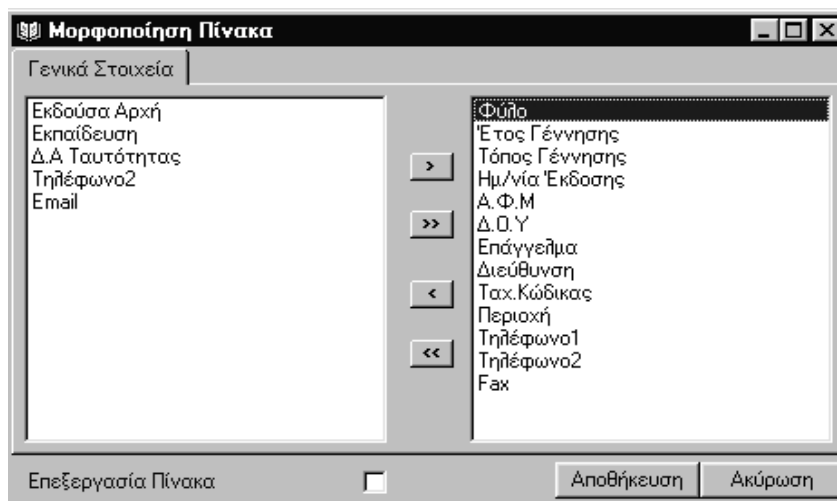 Μορφοποίηση Πίνακα
Γενικά Στοιχεία
Εκδούσα Αρχή
Εκπαίδευση
Δ.Α Ταυτότητας
Τηλέφωνο2
Email
>
>>
<
<<
Φύλο
Έτος Γέννησης
Τόπος Γέννησης
Ημ/νία Έκδοσης
Α.Φ.Μ
Δ.Ο.Υ
Επάγγελμα
Διεύθυνση
Ταχ.Κώδικας
Περιοχή
Τηλέφωνο1
Τηλέφωνο2
Fax
Επεξεργασία Πίνακα
Αποθήκευση
Ακύρωση